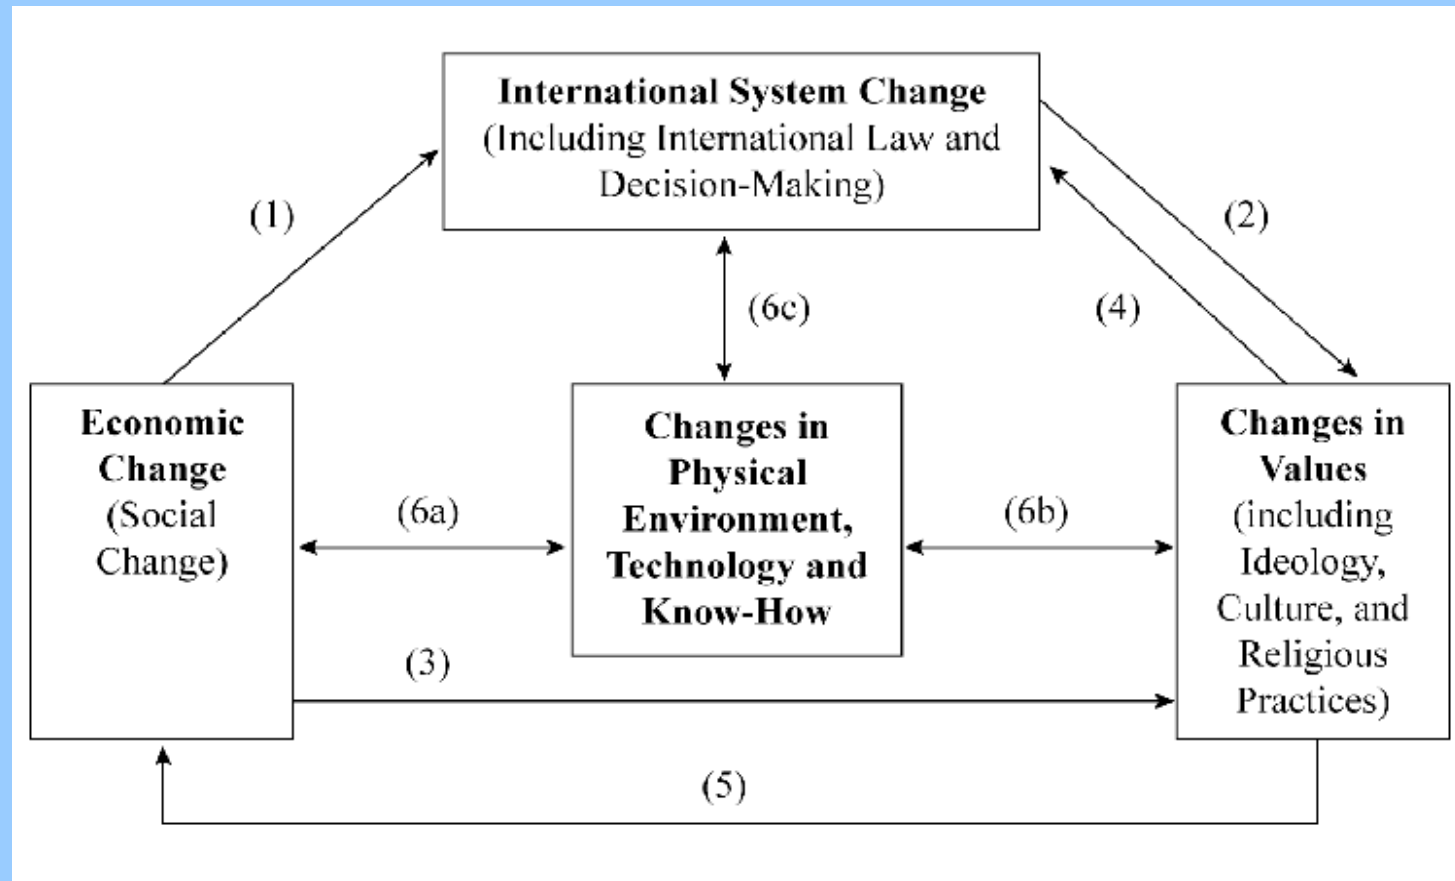 International System Change
(Including International Law and
Decision-Making)
(1)
(2)
(6c)
(4)
Economic
Change
(Social
Change)
(6a)
Changes in
Physical
Environment,
Technology and
Know-How
(6b)
Changes in
Values
(including
Ideology,
Culture, and
Religious
Practices)
(3)
(5)